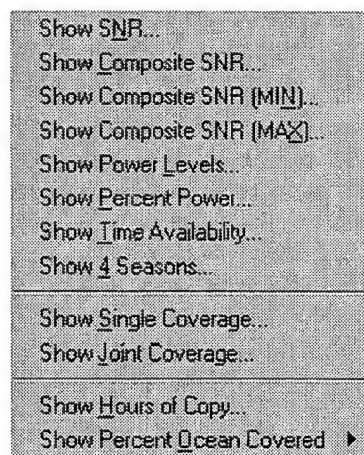 Show SNR...
Show Composite SNR...
Show Composite SNR (MIN)...
Show Composite SNR (MAX)...
Show Power Levels...
Show Percent Power...
Show Time Availability...
Show 4 Seasons...
Show Single Coverage...
Show Joint Coverage...
Show Hours of Copy...
Show Percent Ocean Covered